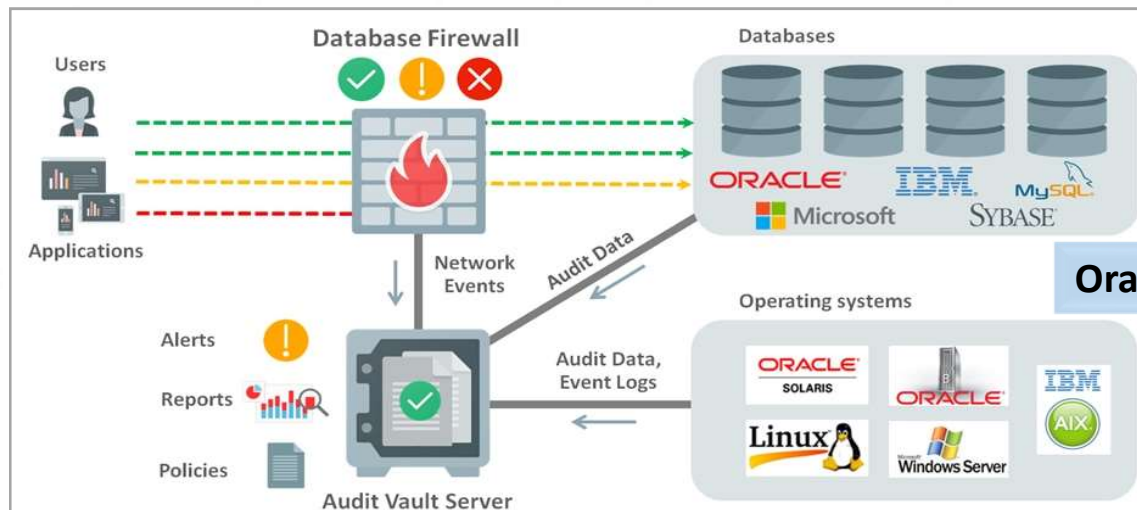 Database Firewall
Databases
Users
Applications
ORACLE®
IBM®
MySQL®
Microsoft
SYBASE®
Network
Events
Audit Data
Ora
Operating systems
Alerts
Reports
Policies
Audit Data,
Event Logs
ORACLE®
SOLARIS
B
ORACLE
IBM
AIX
Linux
Microsoft
Windows Server
Audit Vault Server